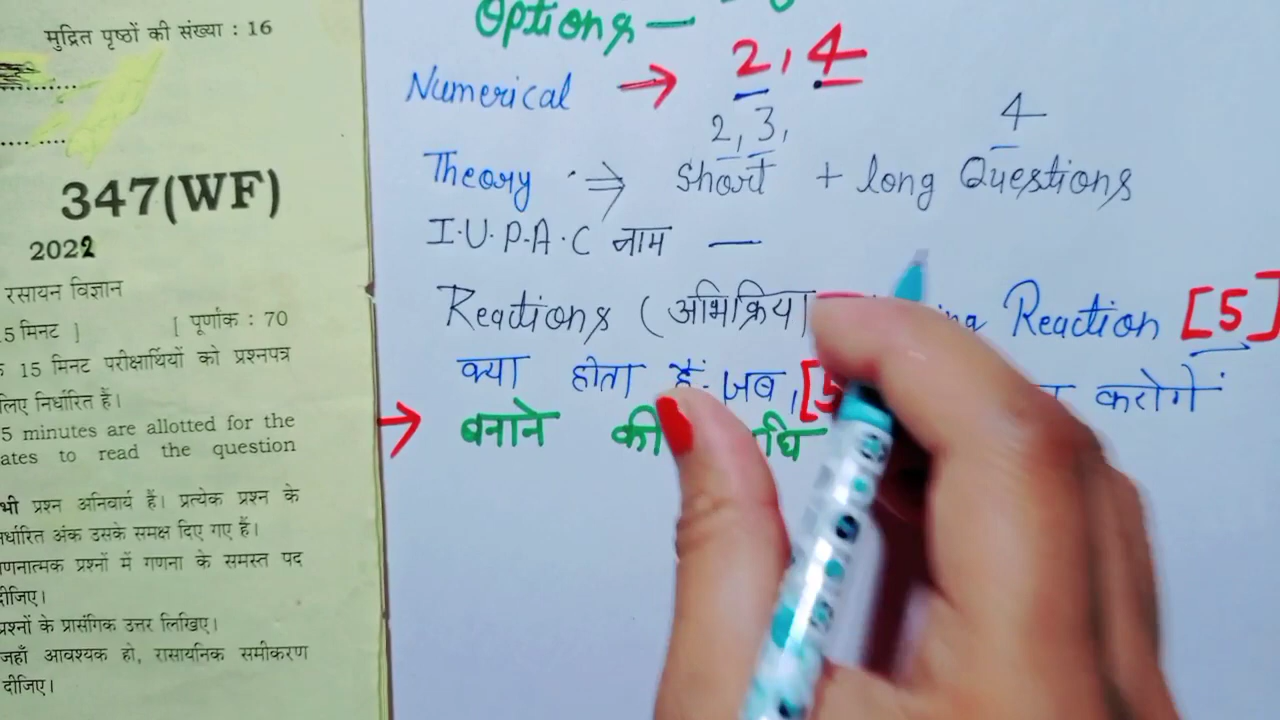 मुद्रित पृष्ठों की संख्या : 16
347(WF)
2022
रसायन विज्ञान
5 मिनट ] [ पूर्णांक : 70
15 मिनट परीक्षार्थियों को प्रश्नपत्र
लिए निर्धारित हैं।
5 minutes are allotted for the
ates to read the question
भी प्रश्न अनिवार्य हैं। प्रत्येक प्रश्न के
र्धारित अंक उसके समक्ष दिए गए हैं।
णनात्मक प्रश्नों में गणना के समस्त पद
दीजिए।
प्रश्नों के प्रासंगिक उत्तर लिखिए।
जहाँ आवश्यक हो, रासायनिक समीकरण
दीजिए।
Options —
Numerical → 2, 4
2, 3, 4
Theory ⇒ Short + long Questions
I.U.P.A.C नाम —
Reactions (अभिक्रिया Reaction [5]
क्या होता है. जब, [5 करोगें
→ बनाने की